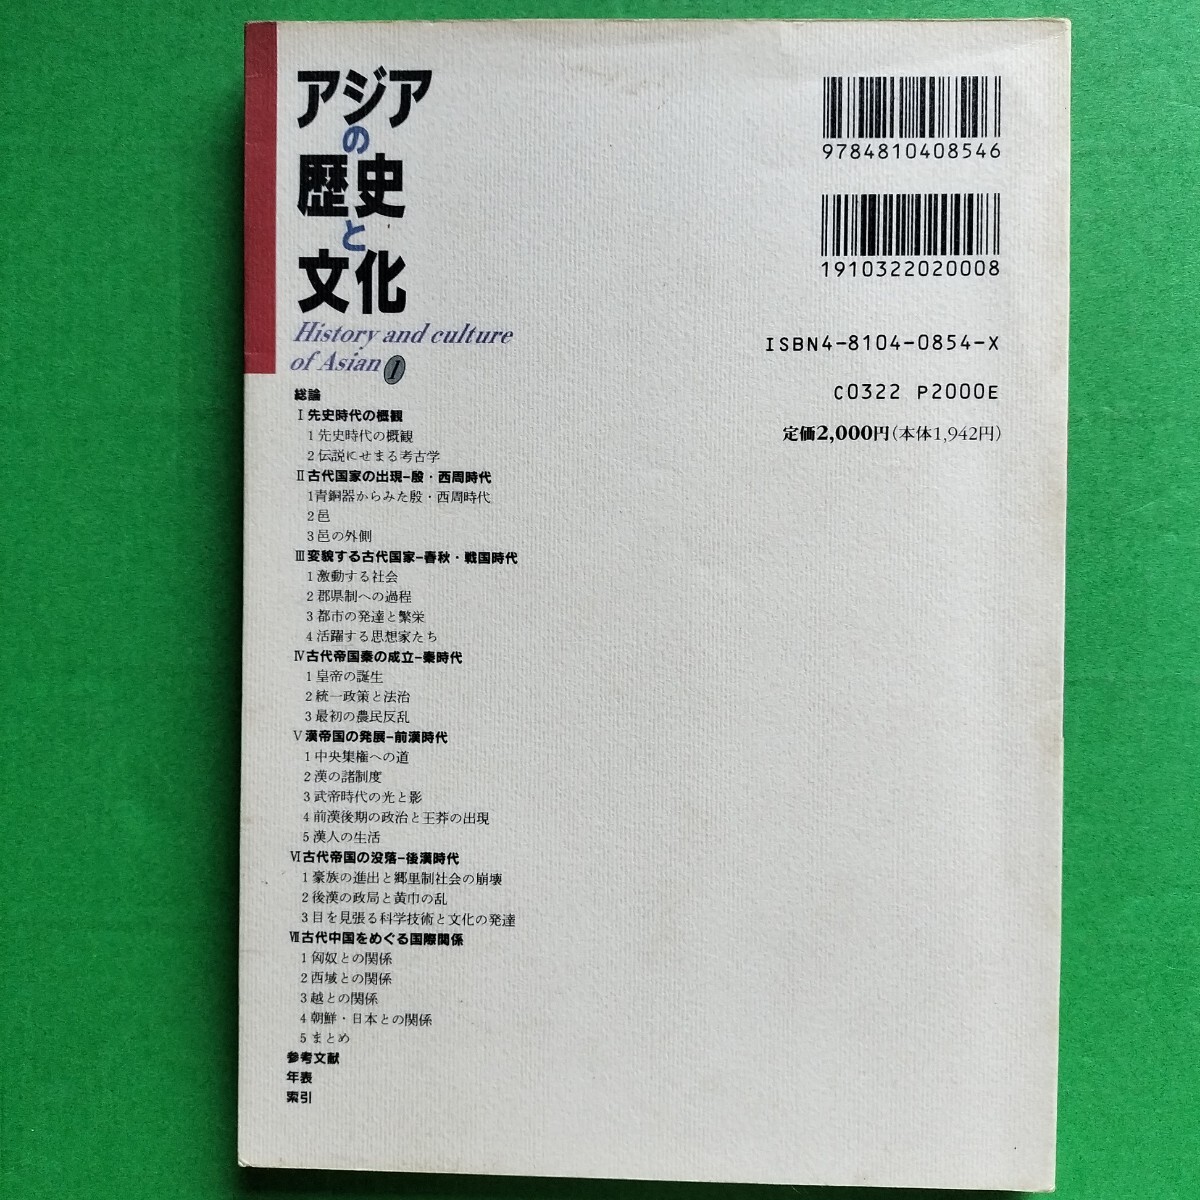 アジア
の
歴史
と
文化
History and culture
of Asian 1
総論
Ⅰ 先史時代の概観
1 先史時代の概観
2 伝説にせまる考古学
Ⅱ 古代国家の出現-殷・西周時代
1 青銅器からみた殷・西周時代
2 邑
3 邑の外側
Ⅲ 変貌する古代国家-春秋・戦国時代
1 激動する社会
2 郡県制への過程
3 都市の発達と繁栄
4 活躍する思想家たち
Ⅳ 古代帝国秦の成立-秦時代
1 皇帝の誕生
2 統一政策と法治
3 最初の農民反乱
Ⅴ 漢帝国の発展-前漢時代
1 中央集権への道
2 漢の諸制度
3 武帝時代の光と影
4 前漢後期の政治と王莽の出現
5 漢人の生活
Ⅵ 古代帝国の没落-後漢時代
1 豪族の進出と郷里制社会の崩壊
2 後漢の政局と黄巾の乱
3 目を見張る科学技術と文化の発達
Ⅶ 古代中国をめぐる国際関係
1 匈奴との関係
2 西域との関係
3 越との関係
4 朝鮮・日本との関係
5 まとめ
参考文献
年表
索引
9784810408546
1910322020008
ISBN4-8104-0854-X
C0322 P2000E
定価2,000円(本体1,942円)